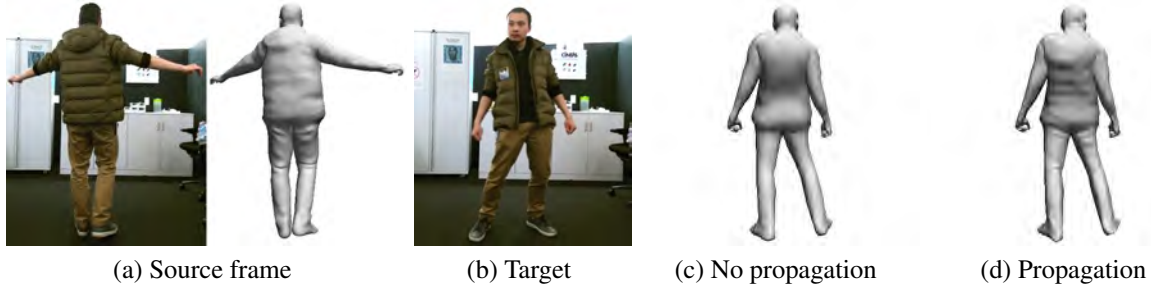 (a) Source frame
(b) Target
(c) No propagation
(d) Propagation